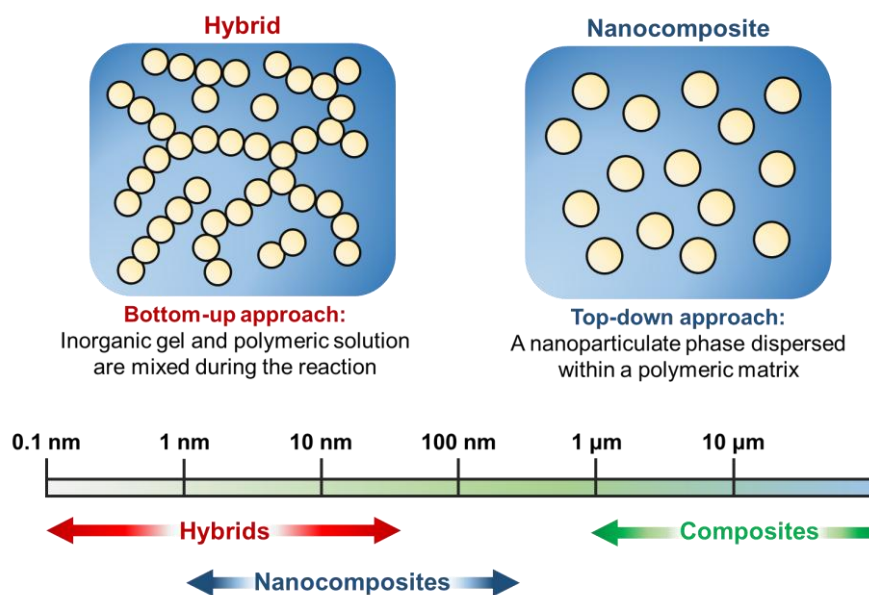 Hybrid
Nanocomposite
Bottom-up approach:
Inorganic gel and polymeric solution
are mixed during the reaction
Top-down approach:
A nanoparticulate phase dispersed
within a polymeric matrix
0.1 nm 1 nm 10 nm 100 nm 1 μm 10 μm
Hybrids
Composites
Nanocomposites